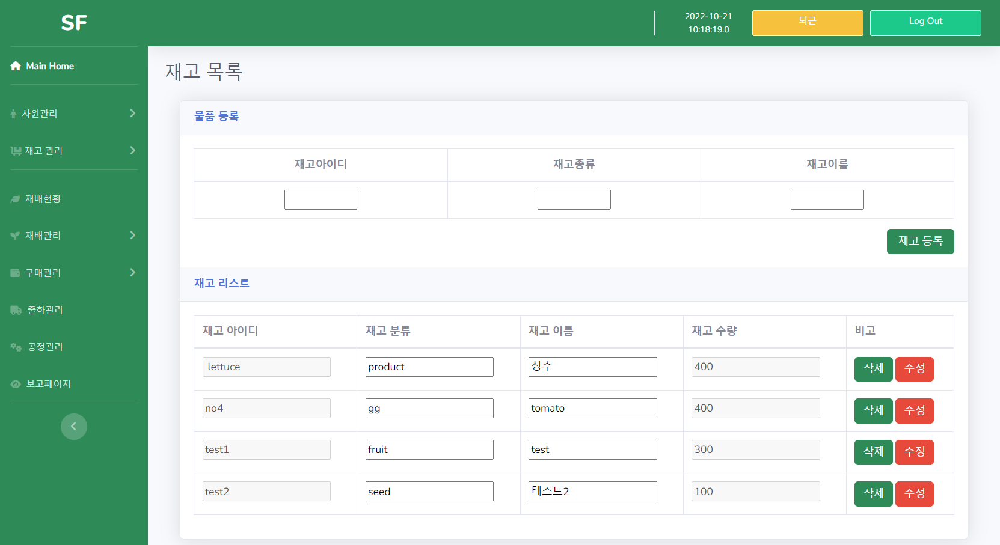 SF
2022-10-21
10:18:19.0
퇴근
Log Out
Main Home
사원관리
재고 관리
재배현황
재배관리
구매관리
출하관리
공정관리
보고페이지
재고 목록
물품 등록
재고아이디 재고종류 재고이름
재고 등록
재고 리스트
재고 아이디 재고 분류 재고 이름 재고 수량 비고
lettuce product 상추 400 삭제 수정
no4 gg tomato 400 삭제 수정
test1 fruit test 300 삭제 수정
test2 seed 테스트2 100 삭제 수정